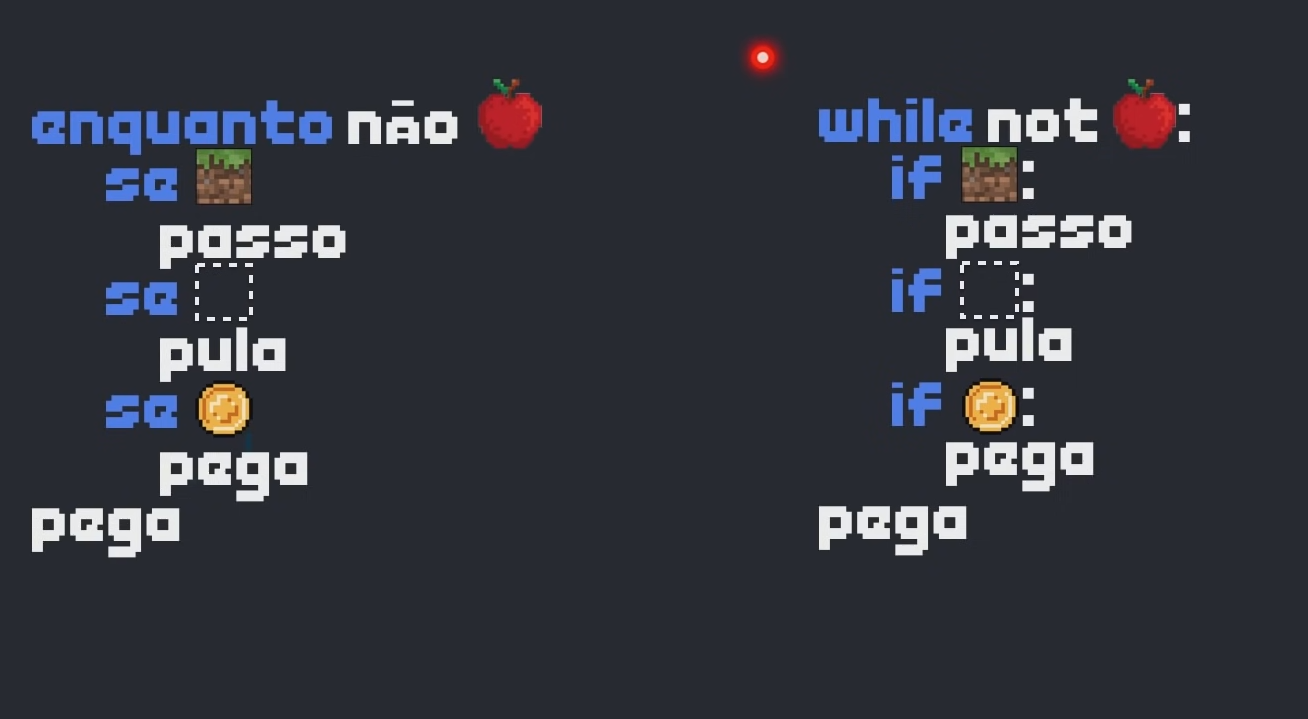 enquanto não
se
passo
se
pula
se
pega
pega
while not :
if :
passo
if :
pula
if :
pega
pega